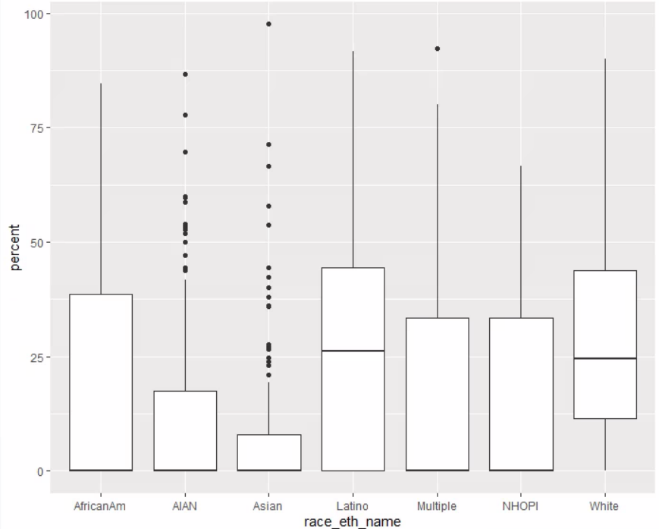 100
75
50
25
0
percent
AfricanAm AIAN Asian Latino Multiple NHOPI White
race_eth_name